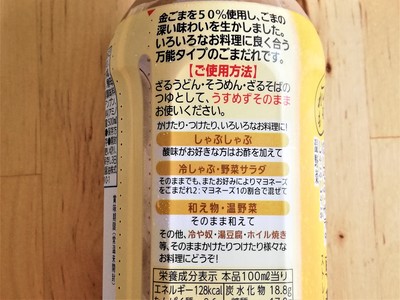 金ごまを50%使用し、ごまの
深い味わいを生かしました。
いろいろなお料理に良く合う
万能タイプのごまだれです。
【ご使用方法】
ざるうどん・そうめん・ざるそばの
つゆとして、うすめずそのまま
お使いください。
かけたり・つけたり、いろいろなお料理に!
しゃぶしゃぶ
酸味がお好きな方はお酢を加えて
冷しゃぶ・野菜サラダ
そのままでも、またお好みによりマヨネーズ
をごまだれ2:マヨネーズ1の割合で混ぜて
和え物・温野菜
そのまま和えて
その他、冷や奴・湯豆腐・ホイル焼き
等、そのままかけたりつけたり様々な
お料理にどうぞ!
栄養成分表示 本品100ml当り
エネルギー128kcal 炭水化物 18.8g